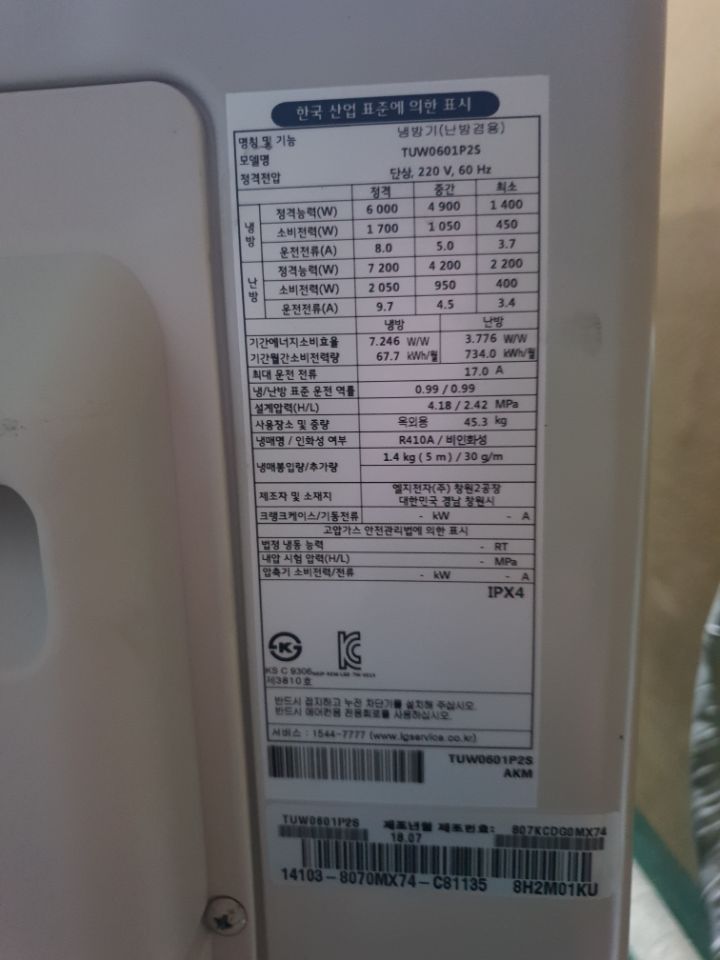 한국 산업 표준에 의한 표시
명칭 및 기능 냉방기(난방겸용)
모델명 TUW0601P2S
정격전압 단상, 220 V, 60 Hz
정격 중간 최소
냉방
정격능력(W) 6 000 4 900 1 400
소비전력(W) 1 700 1 050 450
운전전류(A) 8.0 5.0 3.7
난방
정격능력(W) 7 200 4 200 2 200
소비전력(W) 2 050 950 400
운전전류(A) 9.7 4.5 3.4
냉방 난방
기간에너지소비효율 7.246 W/W 3.776 W/W
기간월간소비전력량 67.7 kWh/월 734.0 kWh/월
최대 운전 전류 17.0 A
냉/난방 표준 운전 역률 0.99 / 0.99
설계압력(H/L) 4.18 / 2.42 MPa
사용장소 및 중량 옥외용 45.3 kg
냉매명 / 인화성 여부 R410A / 비인화성
냉매봉입량/추가량 1.4 kg ( 5 m ) / 30 g/m
제조자 및 소재지 엘지전자(주) 창원2공장
대한민국 경남 창원시
크랭크케이스/기동전류 - kW - A
고압가스 안전관리법에 의한 표시
법정 냉동 능력 - RT
내압 시험 압력(H/L) - MPa
압축기 소비전력/전류 - kW - A
IPX4
KS C 9306
제3810호
반드시 접지하고 누전 차단기를 설치해 주십시오.
반드시 에어컨용 전용회로를 사용하십시오.
서비스 : 1544-7777 (www.lgservice.co.kr)
TUW0601P2S
AKM
TUW0601P2S 제조년월 제조번호: 807KCDG0MX74
18.07
14103-8070MX74-C81135 8H2M01KU